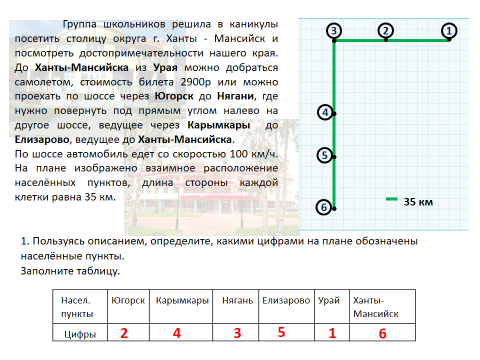 Группа школьников решила в каникулы
посетить столицу округа г. Ханты - Мансийск и
посмотреть достопримечательности нашего края.
До Ханты-Мансийска из Урая можно добраться
самолетом, стоимость билета 2900р или можно
проехать по шоссе через Югорск до Нягани, где
нужно повернуть под прямым углом налево на
другое шоссе, ведущее через Карымкары до
Елизарово, ведущее до Ханты-Мансийска.
По шоссе автомобиль едет со скоростью 100 км/ч.
На плане изображено взаимное расположение
населённых пунктов, длина стороны каждой
клетки равна 35 км.
3 2 1
4
5
6
35 км
1. Пользуясь описанием, определите, какими цифрами на плане обозначены
населённые пункты.
Заполните таблицу.
Насел. пункты Югорск Карымкары Нягань Елизарово Урай Ханты-Мансийск
Цифры 2 4 3 5 1 6